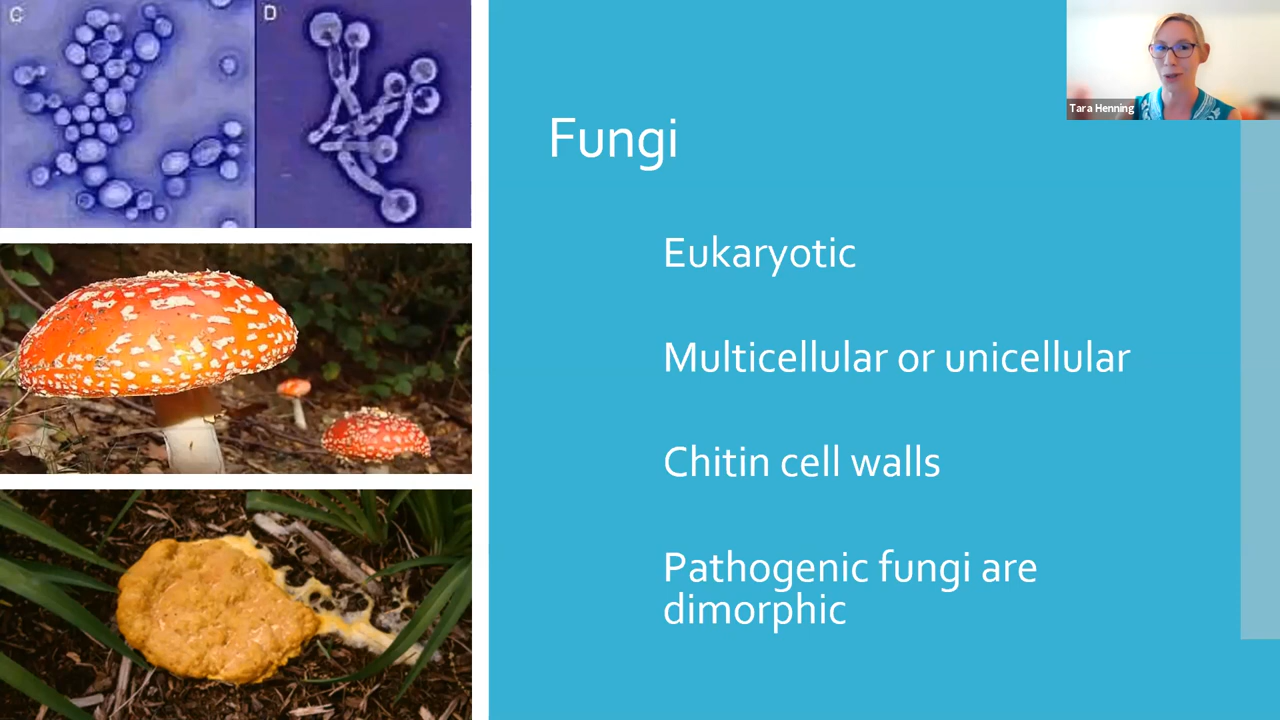 C
D
Tara Henning
Fungi
Eukaryotic
Multicellular or unicellular
Chitin cell walls
Pathogenic fungi are
dimorphic